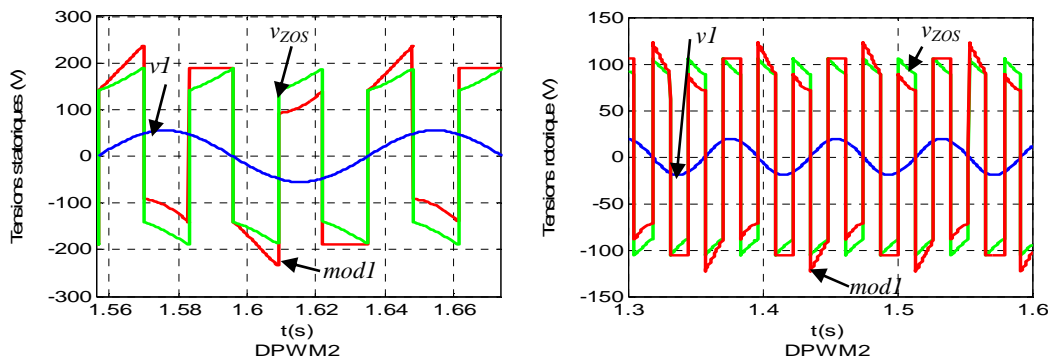 Tensions statoriques (V)
300
200
100
0
-100
-200
-300
v1
vZOS
mod1
1.56 1.58 1.6 1.62 1.64 1.66
t(s)
DPWM2
Tensions rotorique (V)
150
100
50
0
-50
-100
-150
v1
vZOS
mod1
1.3 1.4 1.5 1.6
t(s)
DPWM2